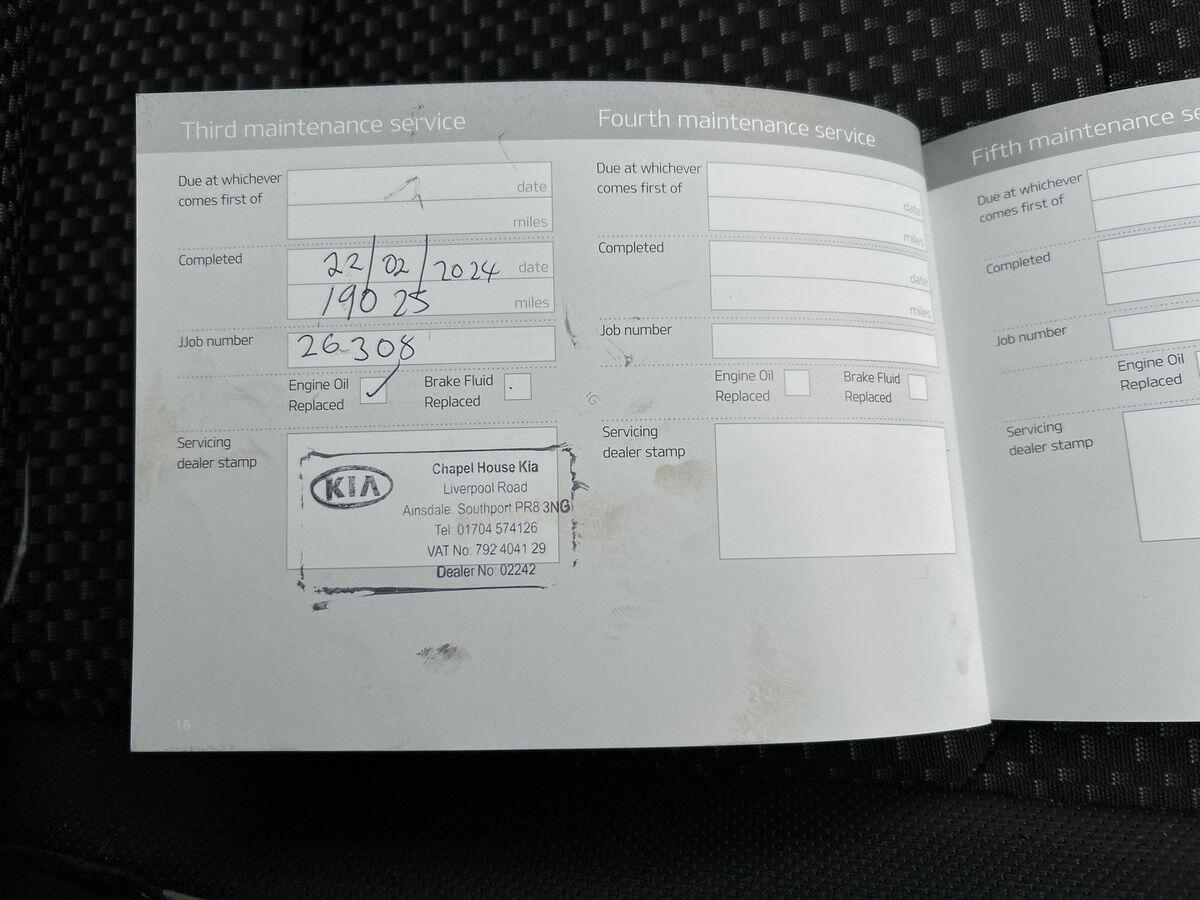 Third maintenance service
Due at whichever
comes first of
date
miles
Completed
22/02/2024 date
19025 miles
JJob number
26308
Engine Oil
Replaced
Brake Fluid
Replaced
Servicing
dealer stamp
KIA
Chapel House Kia
Liverpool Road
Ainsdale. Southport PR8 3NG
Tel: 01704 574126
VAT No: 792 4041 29
Dealer No. 02242
16
Fourth maintenance service
Due at whichever
comes first of
date
miles
Completed
date
miles
Job number
Engine Oil
Replaced
Brake Fluid
Replaced
Servicing
dealer stamp
Fifth maintenance se
Due at whichever
comes first of
Completed
Job number
Engine Oil
Replaced
Servicing
dealer stamp